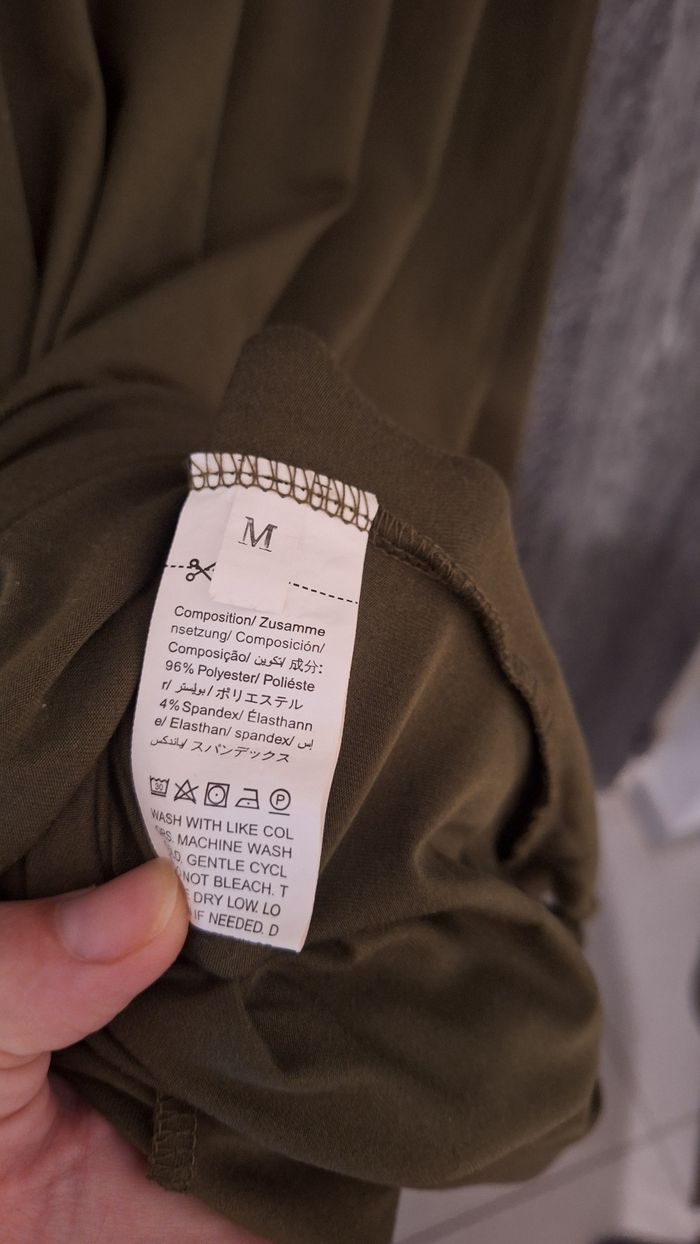 M
Composition/ Zusamme
nsetzung/ Composición/
Composição/ تكوين/ 成分:
96% Polyester/ Poliéste
r/ بوليستر/ ポリエステル
4% Spandex/ Élasthann
e/ Elasthan/ spandex/ إس
باندكس/ スパンデックス
30 P
WASH WITH LIKE COL
ORS. MACHINE WASH
GENTLE CYCL
NOT BLEACH. T
DRY LOW. LO
IF NEEDED. D